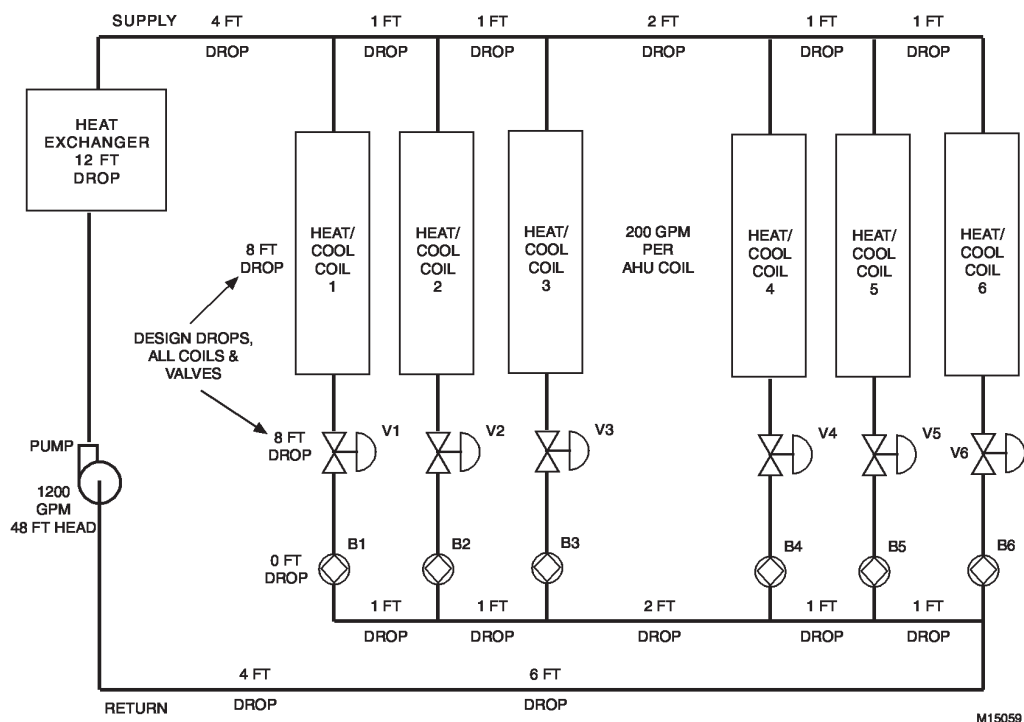 SUPPLY
4 FT
DROP
1 FT
DROP
1 FT
DROP
2 FT
DROP
1 FT
DROP
1 FT
DROP
HEAT
EXCHANGER
12 FT
DROP
8 FT
DROP
HEAT/
COOL
COIL
1
HEAT/
COOL
COIL
2
HEAT/
COOL
COIL
3
200 GPM
PER
AHU COIL
HEAT/
COOL
COIL
4
HEAT/
COOL
COIL
5
HEAT/
COOL
COIL
6
DESIGN DROPS,
ALL COILS &
VALVES
8 FT
DROP
V1
V2
V3
V4
V5
V6
PUMP
1200
GPM
48 FT HEAD
0 FT
DROP
B1
B2
B3
B4
B5
B6
1 FT
DROP
1 FT
DROP
2 FT
DROP
1 FT
DROP
1 FT
DROP
4 FT
DROP
6 FT
DROP
RETURN
M15059